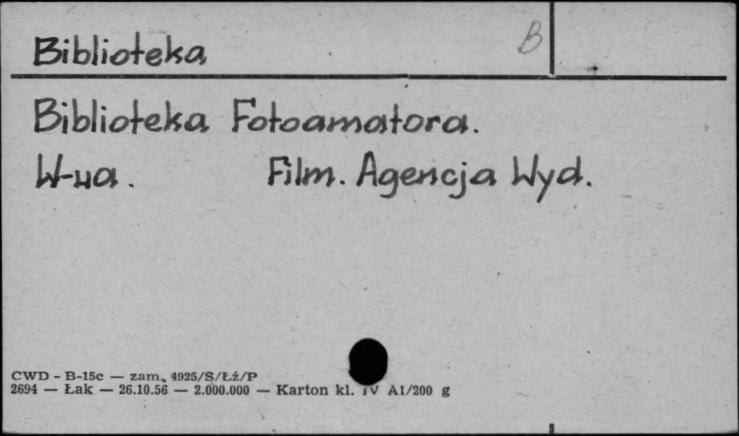 Biblioteka B
Biblioteka Fotoamatora.
W-wa. Film. Agencja Wyd.
CWD - B-15c — zam. 4925/S/Łź/P
2694 — Łak — 26.10.56 — 2.000.000 — Karton kl. IV A1/200 g